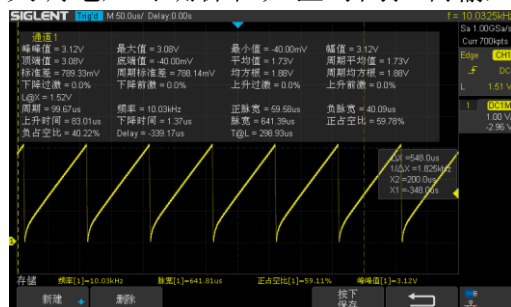 SIGLENT Trig'd M 50.0us/ Delay:0.00s f = 10.0325kHz
Sa 1.00GSa/s
Curr 700kpts
Edge CH1
DC
L 1.51 V
1 DC1M
1.00 V/
-2.96 V
通道1
峰峰值 = 3.12V 最大值 = 3.08V 最小值 = -40.00mV 幅值 = 3.12V
顶端值 = 3.08V 底端值 = -40.00mV 平均值 = 1.73V 周期平均值 = 1.73V
标准差 = 789.33mV 周期标准差 = 788.14mV 均方根 = 1.88V 周期均方根 = 1.88V
下降过激 = 0.0% 下降前激 = 0.0% 上升过激 = 0.0% 上升前激 = 0.0%
L@X = 1.52V
周期 = 99.67us 频率 = 10.03kHz 正脉宽 = 59.58us 负脉宽 = 40.09us
上升时间 = 83.01us 下降时间 = 1.37us 脉宽 = 641.39us 正占空比 = 59.78%
负占空比 = 40.22% Delay = -339.17us T@L = 298.93us
ΔX =548.0us
1/ΔX =1.825kHz
X2 =200.0us
X1 =-348.0us
存储 频率[1]=10.03kHz 脉宽[1]=641.81us 正占空比[1]=59.11% 峰峰值[1]=3.12V
新建 删除 按下
保存